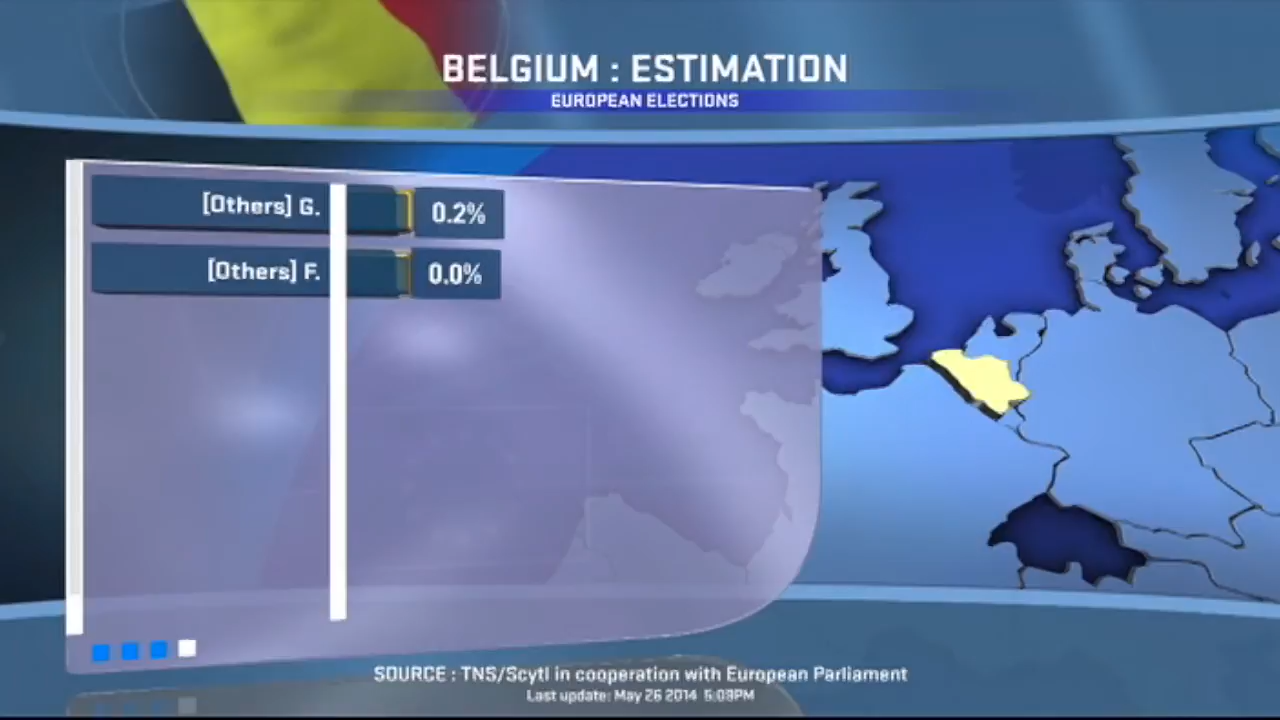 BELGIUM : ESTIMATION
EUROPEAN ELECTIONS
[Others] G. 0.2%
[Others] F. 0.0%
SOURCE : TNS/Scytl in cooperation with European Parliament
Last update: May 26 2014 5:09PM